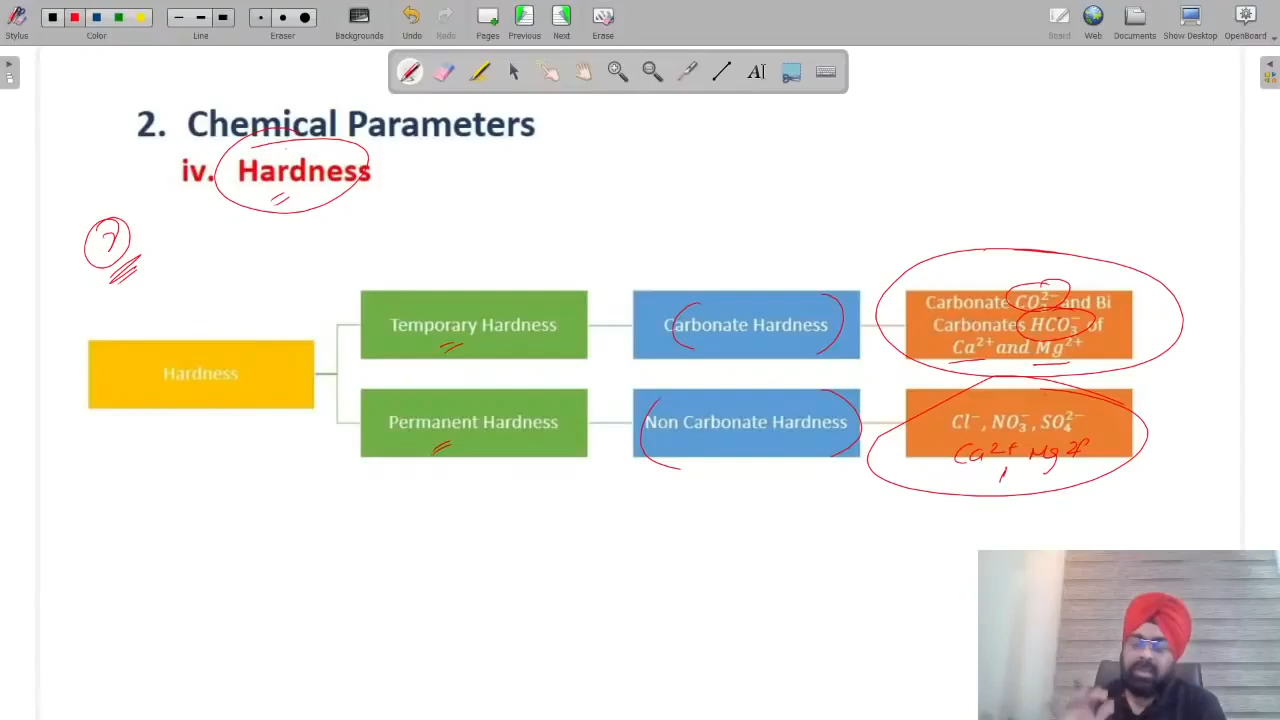 Stylus
Color
Line
Eraser
Backgrounds
Undo
Redo
Pages
Previous
Next
Erase
Board
Web
Documents
Show Desktop
OpenBoard
2. Chemical Parameters
iv. Hardness
?
Hardness
Temporary Hardness
Carbonate Hardness
Carbonate CO₃²⁻ and Bi
Carbonates HCO₃⁻ of
Ca²⁺ and Mg²⁺
Permanent Hardness
Non Carbonate Hardness
Cl⁻, NO₃⁻, SO₄²⁻
Ca²⁺, Mg²⁺